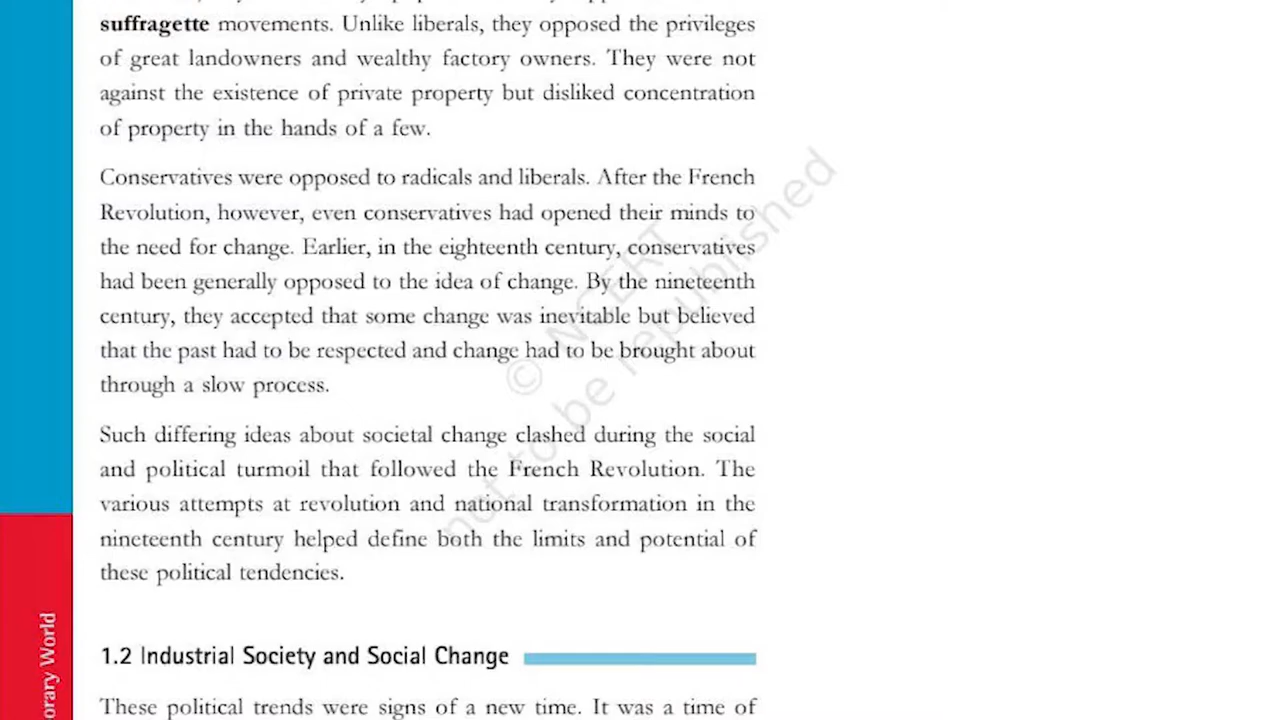 suffragette movements. Unlike liberals, they opposed the privileges
of great landowners and wealthy factory owners. They were not
against the existence of private property but disliked concentration
of property in the hands of a few.
Conservatives were opposed to radicals and liberals. After the French
Revolution, however, even conservatives had opened their minds to
the need for change. Earlier, in the eighteenth century, conservatives
had been generally opposed to the idea of change. By the nineteenth
century, they accepted that some change was inevitable but believed
that the past had to be respected and change had to be brought about
through a slow process.
Such differing ideas about societal change clashed during the social
and political turmoil that followed the French Revolution. The
various attempts at revolution and national transformation in the
nineteenth century helped define both the limits and potential of
these political tendencies.
1.2 Industrial Society and Social Change
These political trends were signs of a new time. It was a time of
© NCERT
not to be republished
orary World